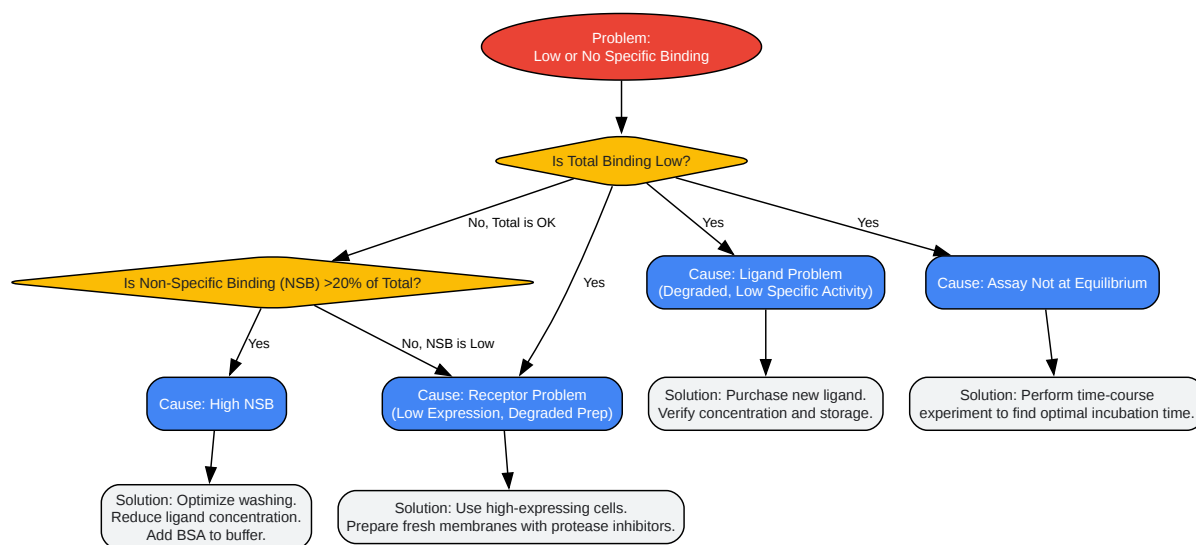 Problem:
Low or No Specific Binding
Is Total Binding Low?
No, Total is OK
Yes
Yes
Yes
Is Non-Specific Binding (NSB) >20% of Total?
Cause: Ligand Problem
(Degraded, Low Specific Activity)
Cause: Assay Not at Equilibrium
Yes
No, NSB is Low
Cause: High NSB
Cause: Receptor Problem
(Low Expression, Degraded Prep)
Solution: Purchase new ligand.
Verify concentration and storage.
Solution: Perform time-course
experiment to find optimal incubation time.
Solution: Optimize washing.
Reduce ligand concentration.
Add BSA to buffer.
Solution: Use high-expressing cells.
Prepare fresh membranes with protease inhibitors.